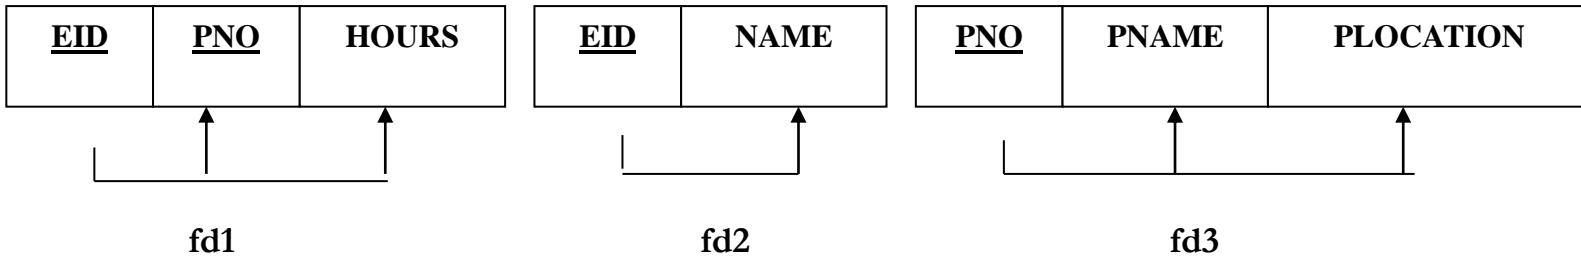 EID PNO HOURS EID NAME PNO PNAME PLOCATION
fd1 fd2 fd3